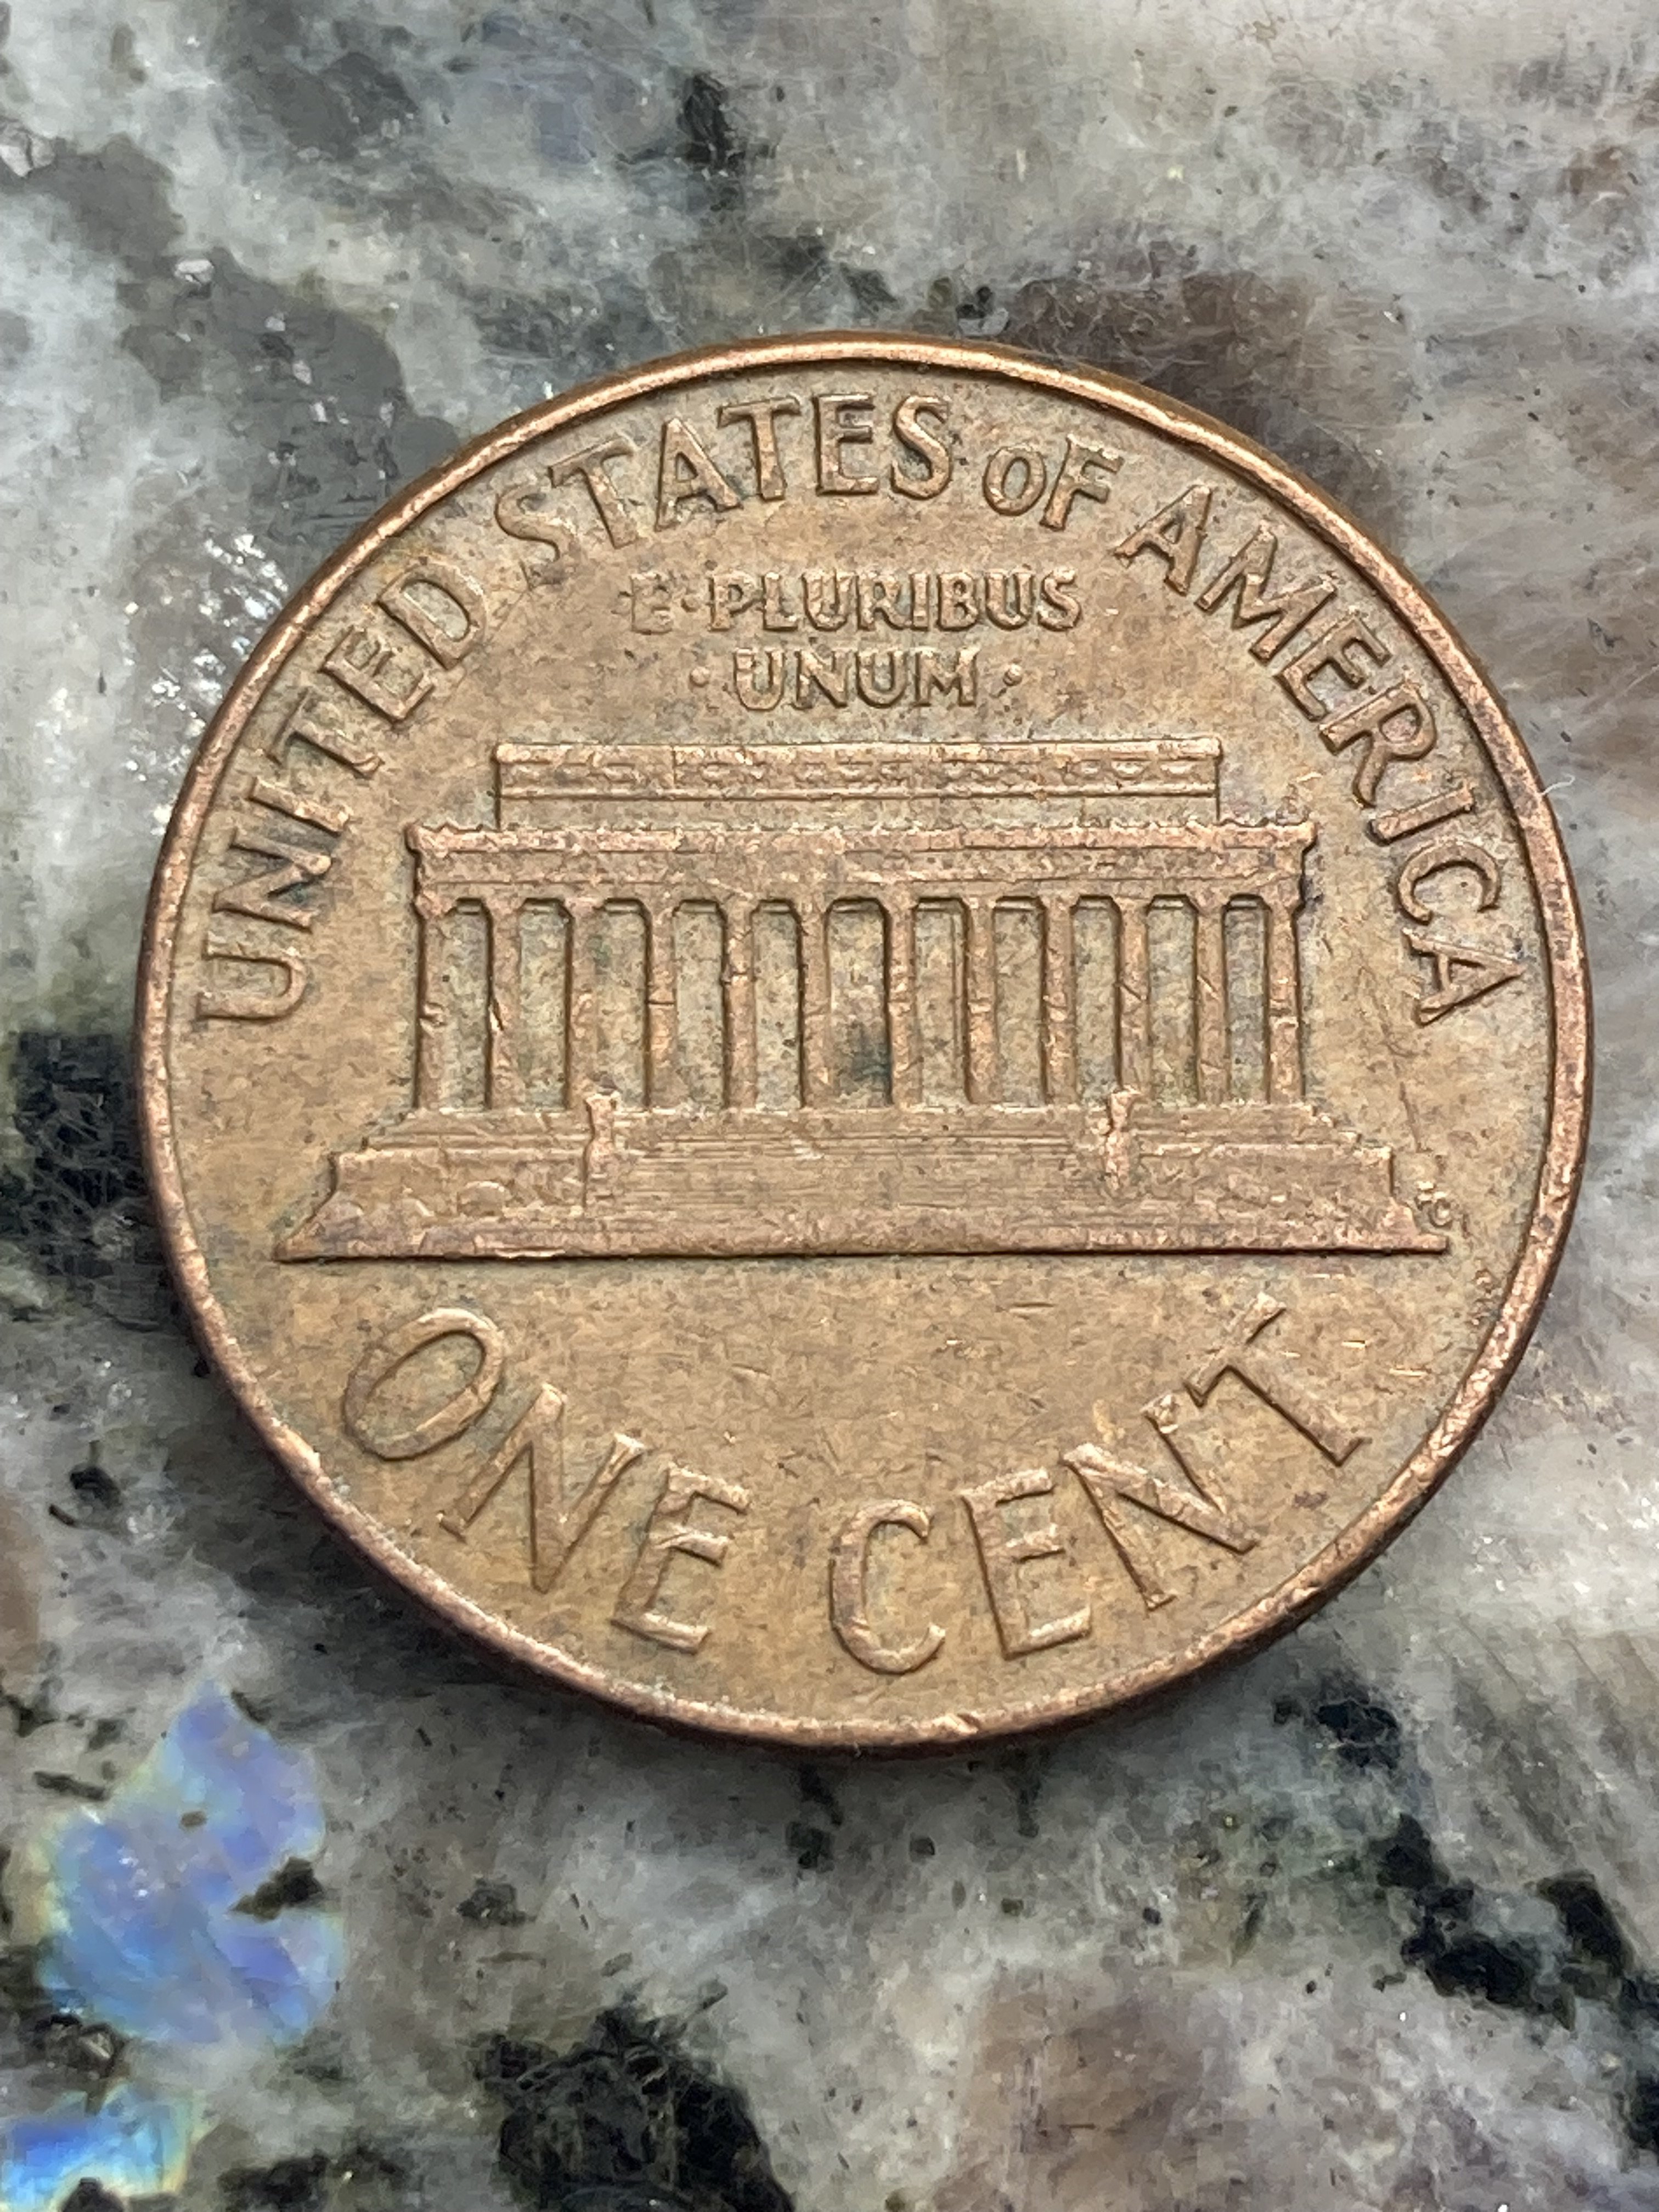 UNITED STATES OF AMERICA
E · PLURIBUS
· UNUM ·
ONE CENT